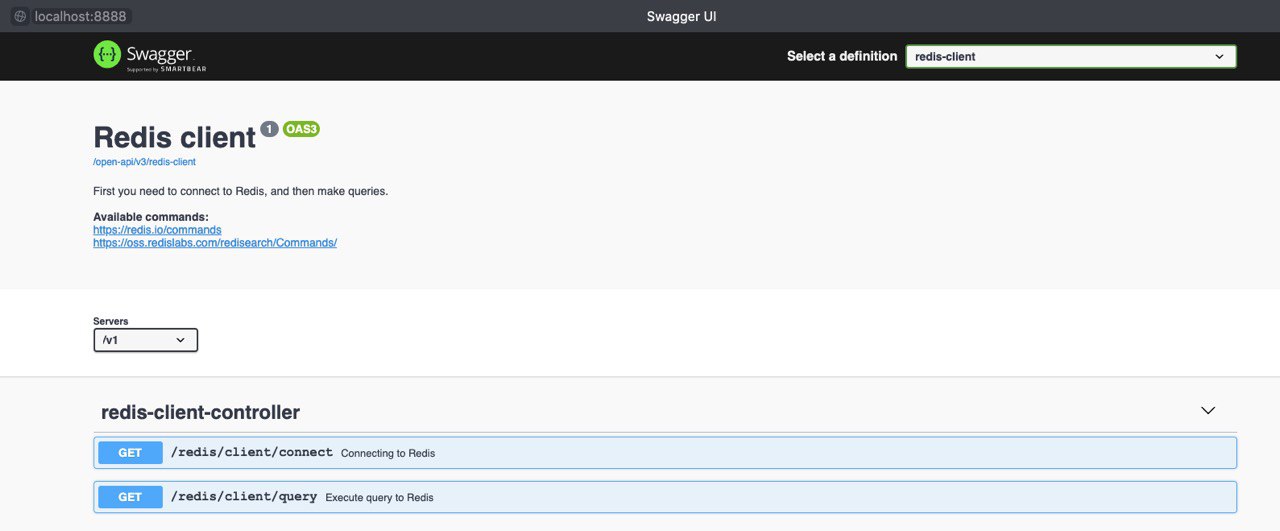 localhost:8888
Swagger UI
Swagger
Supported by SMARTBEAR
Select a definition
redis-client
Redis client 1 OAS3
/open-api/v3/redis-client
First you need to connect to Redis, and then make queries.
Available commands:
https://redis.io/commands
https://oss.redislabs.com/redisearch/Commands/
Servers
/v1
redis-client-controller
GET /redis/client/connect Connecting to Redis
GET /redis/client/query Execute query to Redis